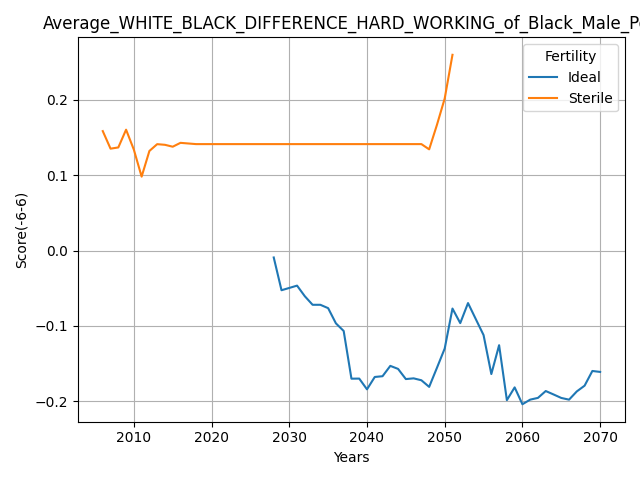 Average_WHITE_BLACK_DIFFERENCE_HARD_WORKING_of_Black_Male_P
Fertility
Ideal
Sterile
Score(-6-6)
0.2
0.1
0.0
−0.1
−0.2
2010 2020 2030 2040 2050 2060 2070
Years